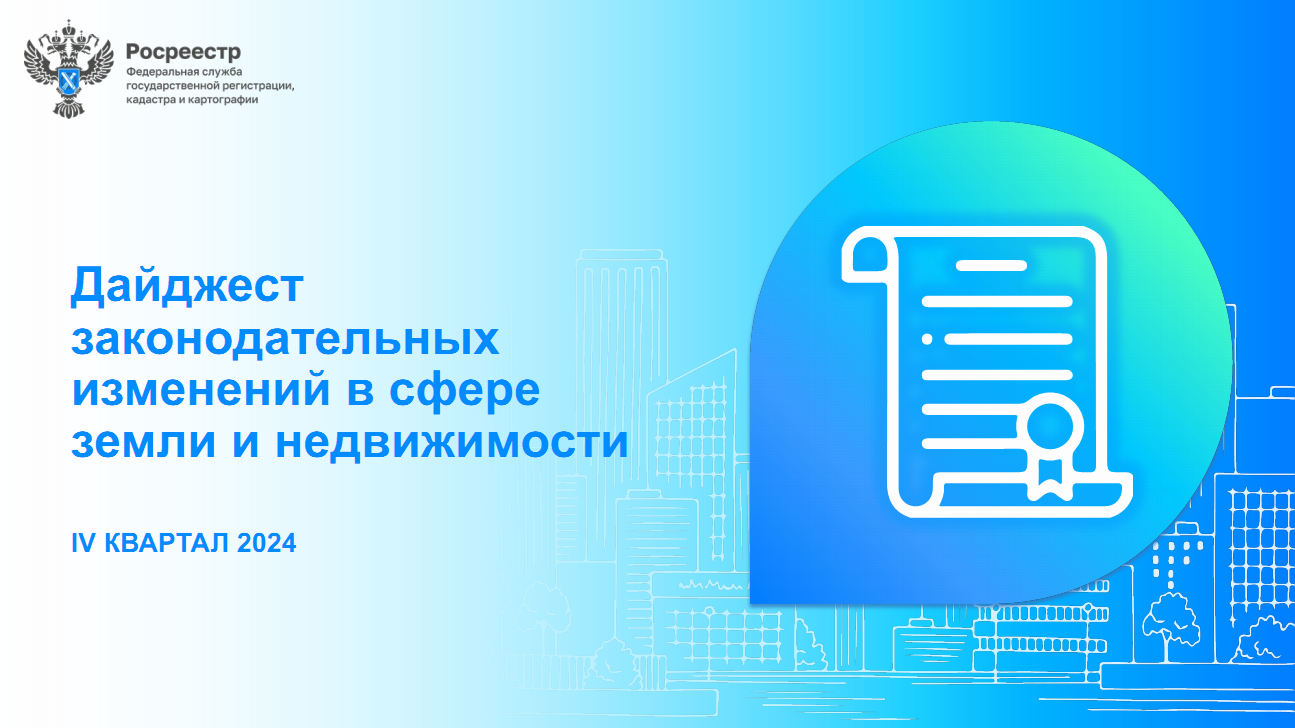 Росреестр
Федеральная служба
государственной регистрации,
кадастра и картографии
Дайджест
законодательных
изменений в сфере
земли и недвижимости
IV КВАРТАЛ 2024